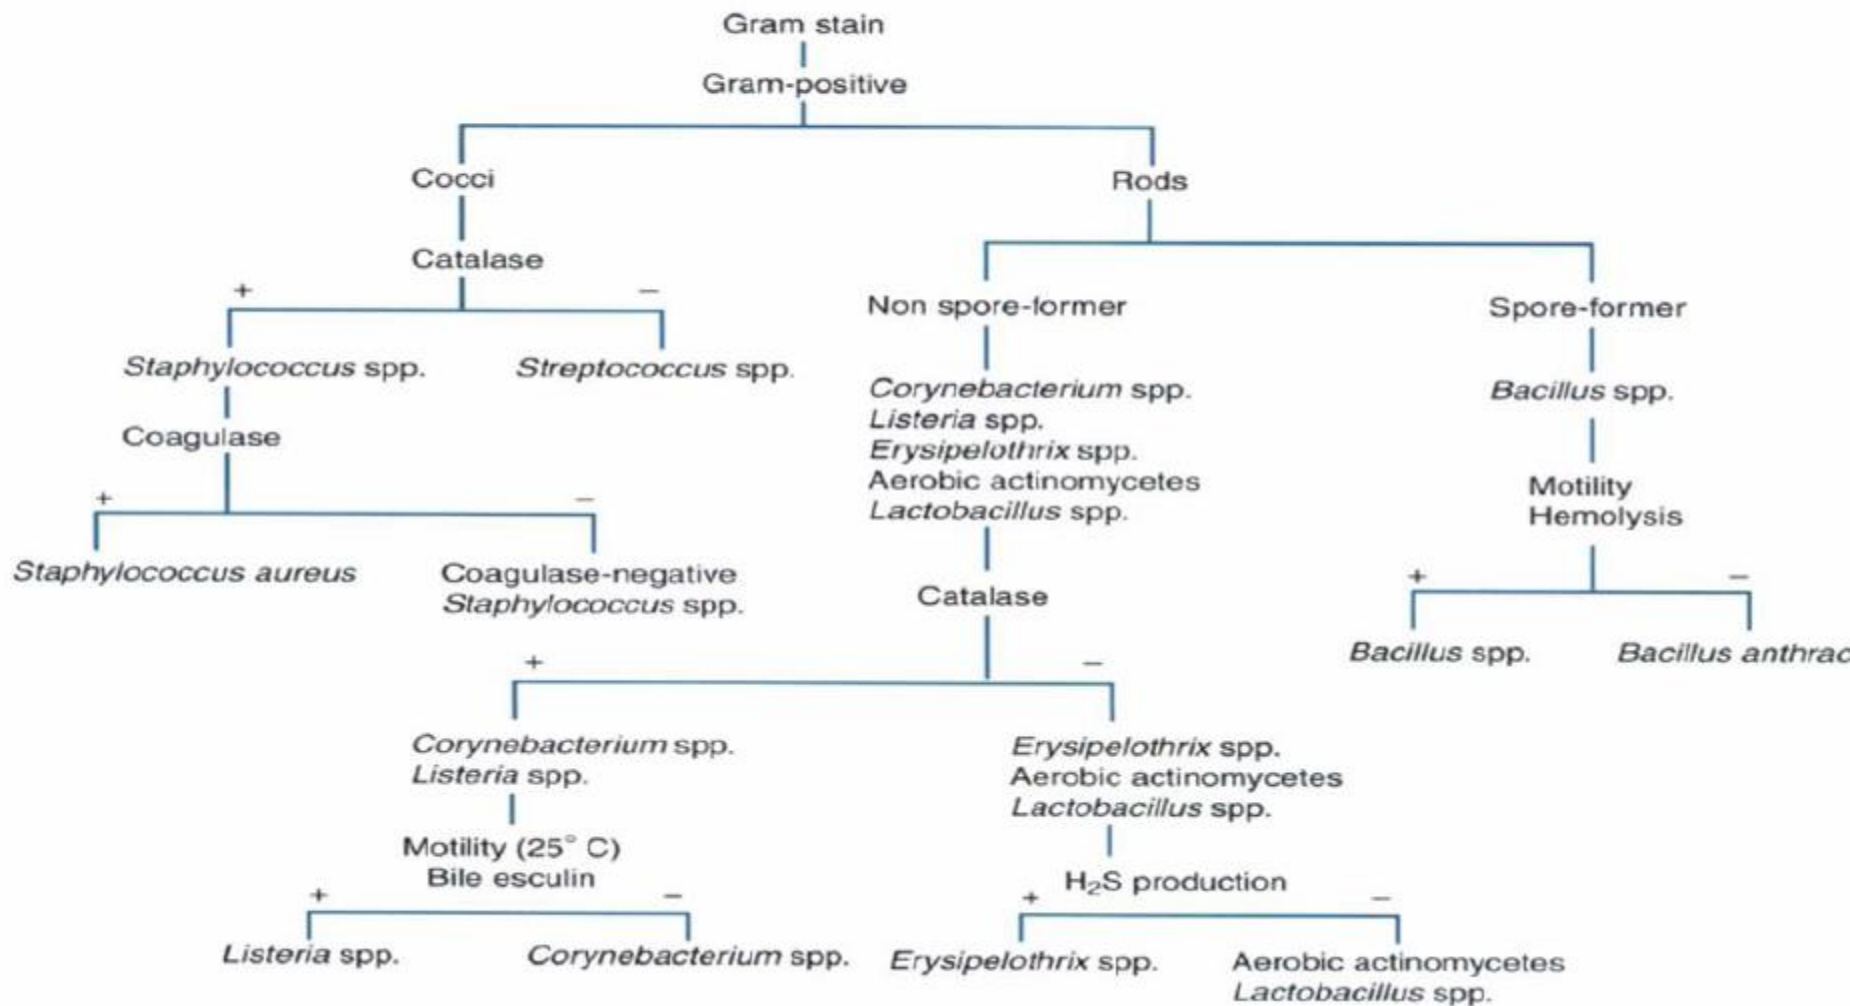 Gram stain
Gram-positive
Cocci
Rods
Catalase
+
−
Non spore-former
Spore-former
Staphylococcus spp.
Streptococcus spp.
Corynebacterium spp.
Listeria spp.
Erysipelothrix spp.
Aerobic actinomycetes
Lactobacillus spp.
Bacillus spp.
Coagulase
+
−
Motility
Hemolysis
Staphylococcus aureus
Coagulase-negative
Staphylococcus spp.
Catalase
+
−
Bacillus spp.
Bacillus anthrac
+
−
Corynebacterium spp.
Listeria spp.
Erysipelothrix spp.
Aerobic actinomycetes
Lactobacillus spp.
Motility (25° C)
Bile esculin
+
−
H₂S production
+
−
Listeria spp.
Corynebacterium spp.
Erysipelothrix spp.
Aerobic actinomycetes
Lactobacillus spp.